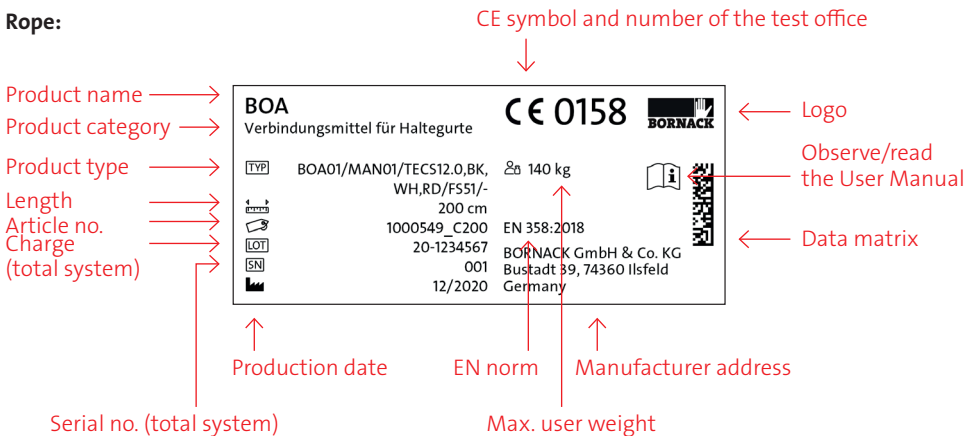 Rope:
CE symbol and number of the test office
Product name
Product category
Product type
Length
Article no.
Charge
(total system)
BOA
Verbindungsmittel für Haltegurte
CE 0158
BORNACK
TYP
BOA01/MAN01/TECS12.0,BK,
WH,RD/FS51/-
200 cm
1000549_C200
LOT
20-1234567
SN
001
12/2020
140 kg
i
EN 358:2018
BORNACK GmbH & Co. KG
Bustadt 39, 74360 Ilsfeld
Germany
Logo
Observe/read
the User Manual
Data matrix
Production date
EN norm
Manufacturer address
Serial no. (total system)
Max. user weight